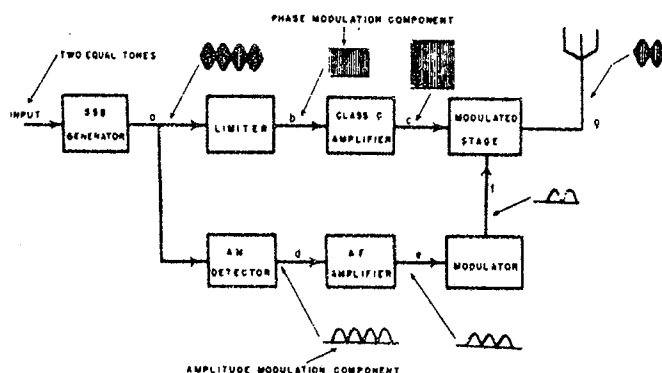 PHASE MODULATION COMPONENT
TWO EQUAL TONES
INPUT
SSB
GENERATOR
a
LIMITER
b
CLASS C
AMPLIFIER
c
MODULATED
STAGE
g
f
AM
DETECTOR
d
AF
AMPLIFIER
e
MODULATOR
AMPLITUDE MODULATION COMPONENT